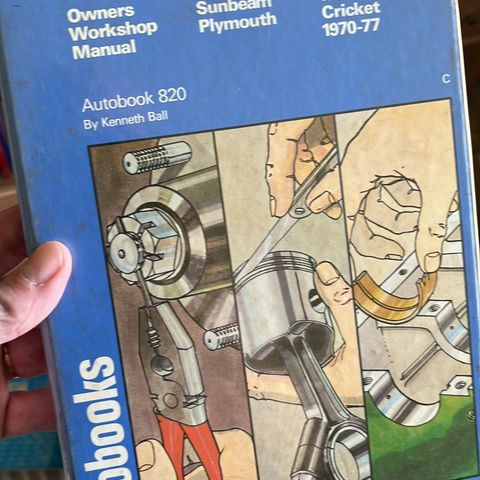 Owners
Workshop
Manual
Sunbeam
Plymouth
Cricket
1970-77
Autobook 820
By Kenneth Ball
C
obooks